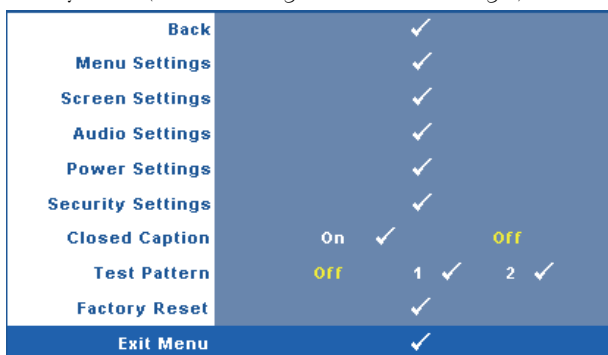 Back ✓
Menu Settings ✓
Screen Settings ✓
Audio Settings ✓
Power Settings ✓
Security Settings ✓
Closed Caption On ✓ Off
Test Pattern Off 1 ✓ 2 ✓
Factory Reset ✓
Exit Menu ✓